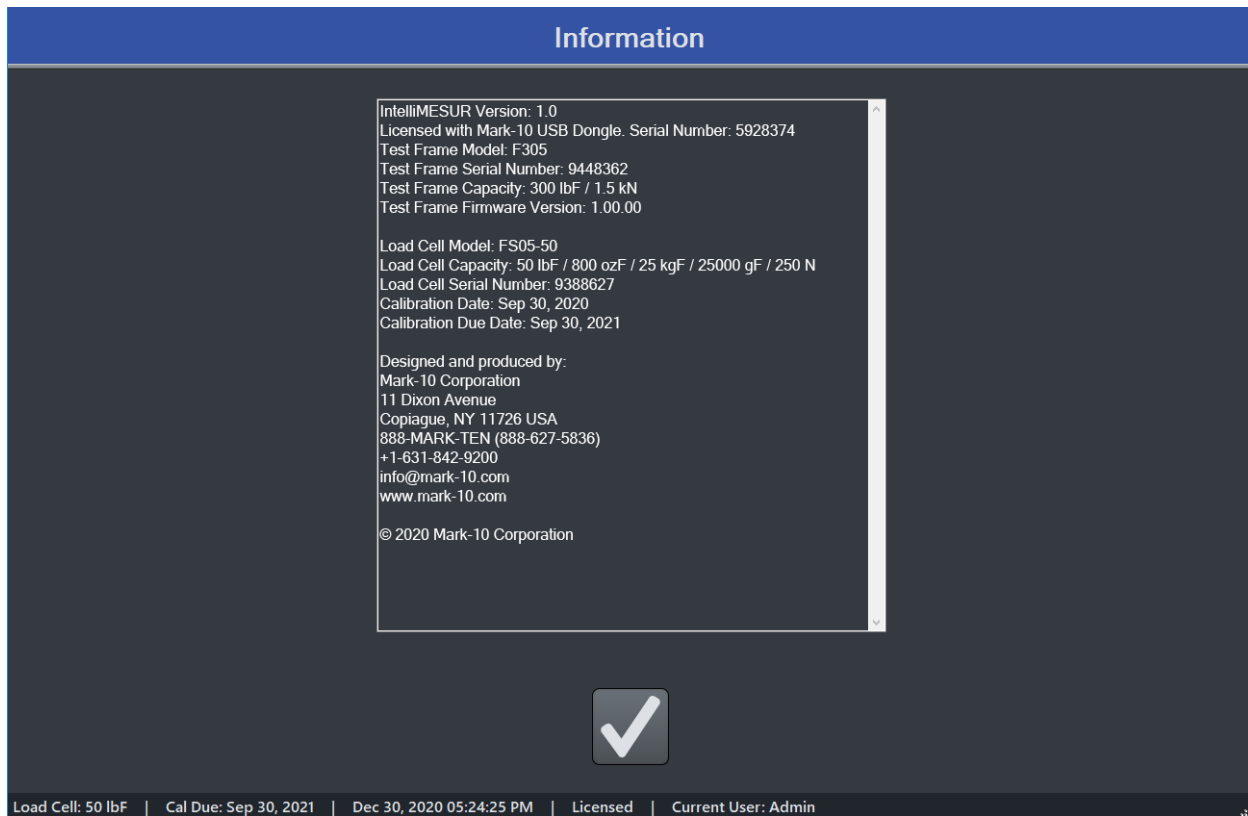 Information
IntelliMESUR Version: 1.0
Licensed with Mark-10 USB Dongle. Serial Number: 5928374
Test Frame Model: F305
Test Frame Serial Number: 9448362
Test Frame Capacity: 300 lbF / 1.5 kN
Test Frame Firmware Version: 1.00.00
Load Cell Model: FS05-50
Load Cell Capacity: 50 lbF / 800 ozF / 25 kgF / 25000 gF / 250 N
Load Cell Serial Number: 9388627
Calibration Date: Sep 30, 2020
Calibration Due Date: Sep 30, 2021
Designed and produced by:
Mark-10 Corporation
11 Dixon Avenue
Copiague, NY 11726 USA
888-MARK-TEN (888-627-5836)
+1-631-842-9200
info@mark-10.com
www.mark-10.com
© 2020 Mark-10 Corporation
Load Cell: 50 lbF | Cal Due: Sep 30, 2021 | Dec 30, 2020 05:24:25 PM | Licensed | Current User: Admin